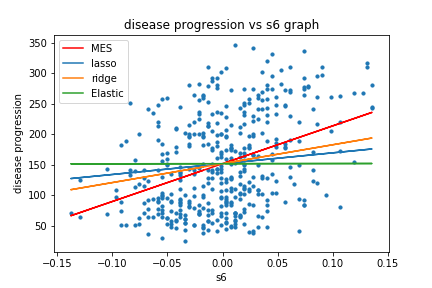 disease progression vs s6 graph
MES
lasso
ridge
Elastic
disease progression
350
300
250
200
150
100
50
−0.15
−0.10
−0.05
0.00
0.05
0.10
0.15
s6